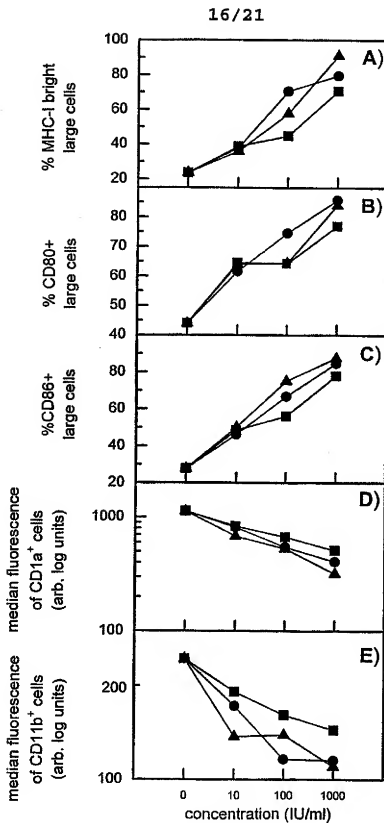 16/21
A)
% MHC-I bright
large cells
100
80
60
40
20
B)
% CD80+
large cells
80
70
60
50
40
C)
%CD86+
large cells
80
60
40
20
D)
median fluorescence
of CD1a+ cells
(arb. log units)
1000
100
E)
median fluorescence
of CD11b+ cells
(arb. log units)
200
100
0 10 100 1000
concentration (IU/ml)